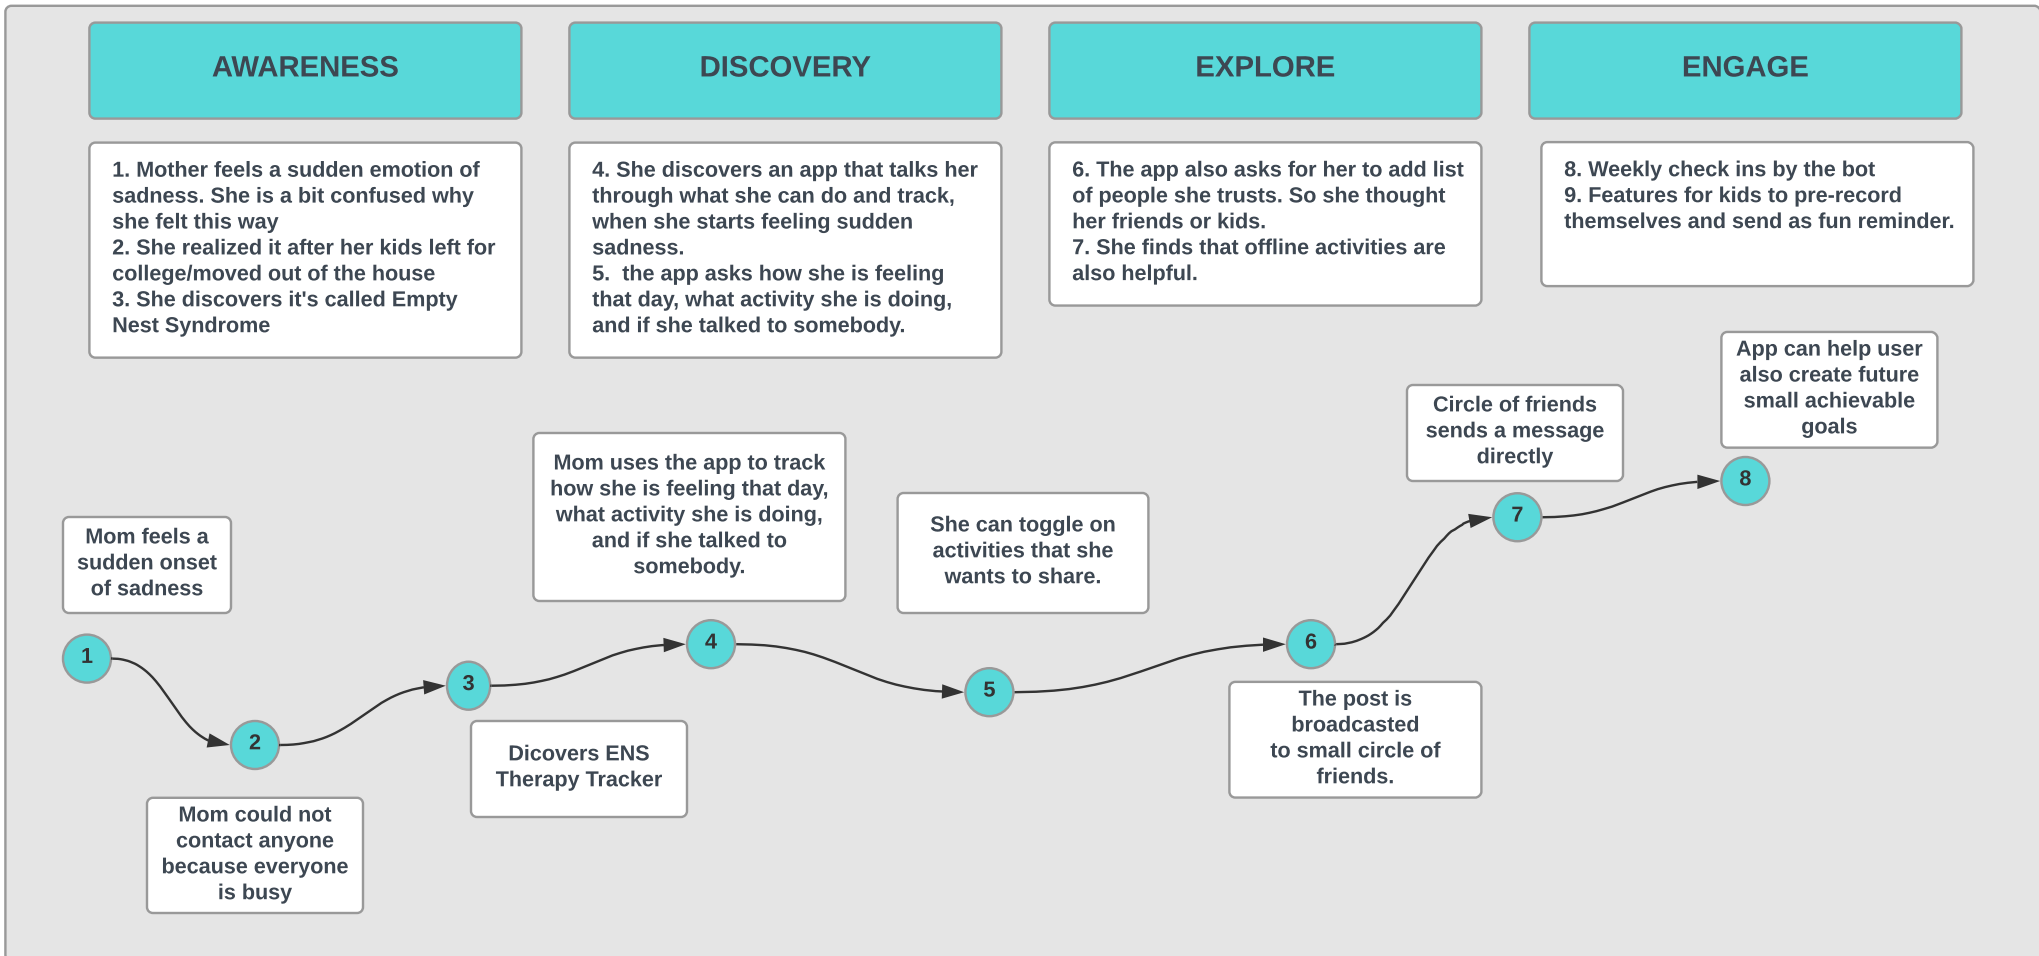 AWARENESS
DISCOVERY
EXPLORE
ENGAGE
1. Mother feels a sudden emotion of
sadness. She is a bit confused why
she felt this way
2. She realized it after her kids left for
college/moved out of the house
3. She discovers it's called Empty
Nest Syndrome
4. She discovers an app that talks her
through what she can do and track,
when she starts feeling sudden
sadness.
5.  the app asks how she is feeling
that day, what activity she is doing,
and if she talked to somebody.
6. The app also asks for her to add list
of people she trusts. So she thought
her friends or kids.
7. She finds that offline activities are
also helpful.
8. Weekly check ins by the bot
9. Features for kids to pre-record
themselves and send as fun reminder.
Mom feels a
sudden onset
of sadness
1
2
Mom could not
contact anyone
because everyone
is busy
3
Dicovers ENS
Therapy Tracker
Mom uses the app to track
how she is feeling that day,
what activity she is doing,
and if she talked to
somebody.
4
She can toggle on
activities that she
wants to share.
5
6
The post is
broadcasted
to small circle of
friends.
Circle of friends
sends a message
directly
7
App can help user
also create future
small achievable
goals
8